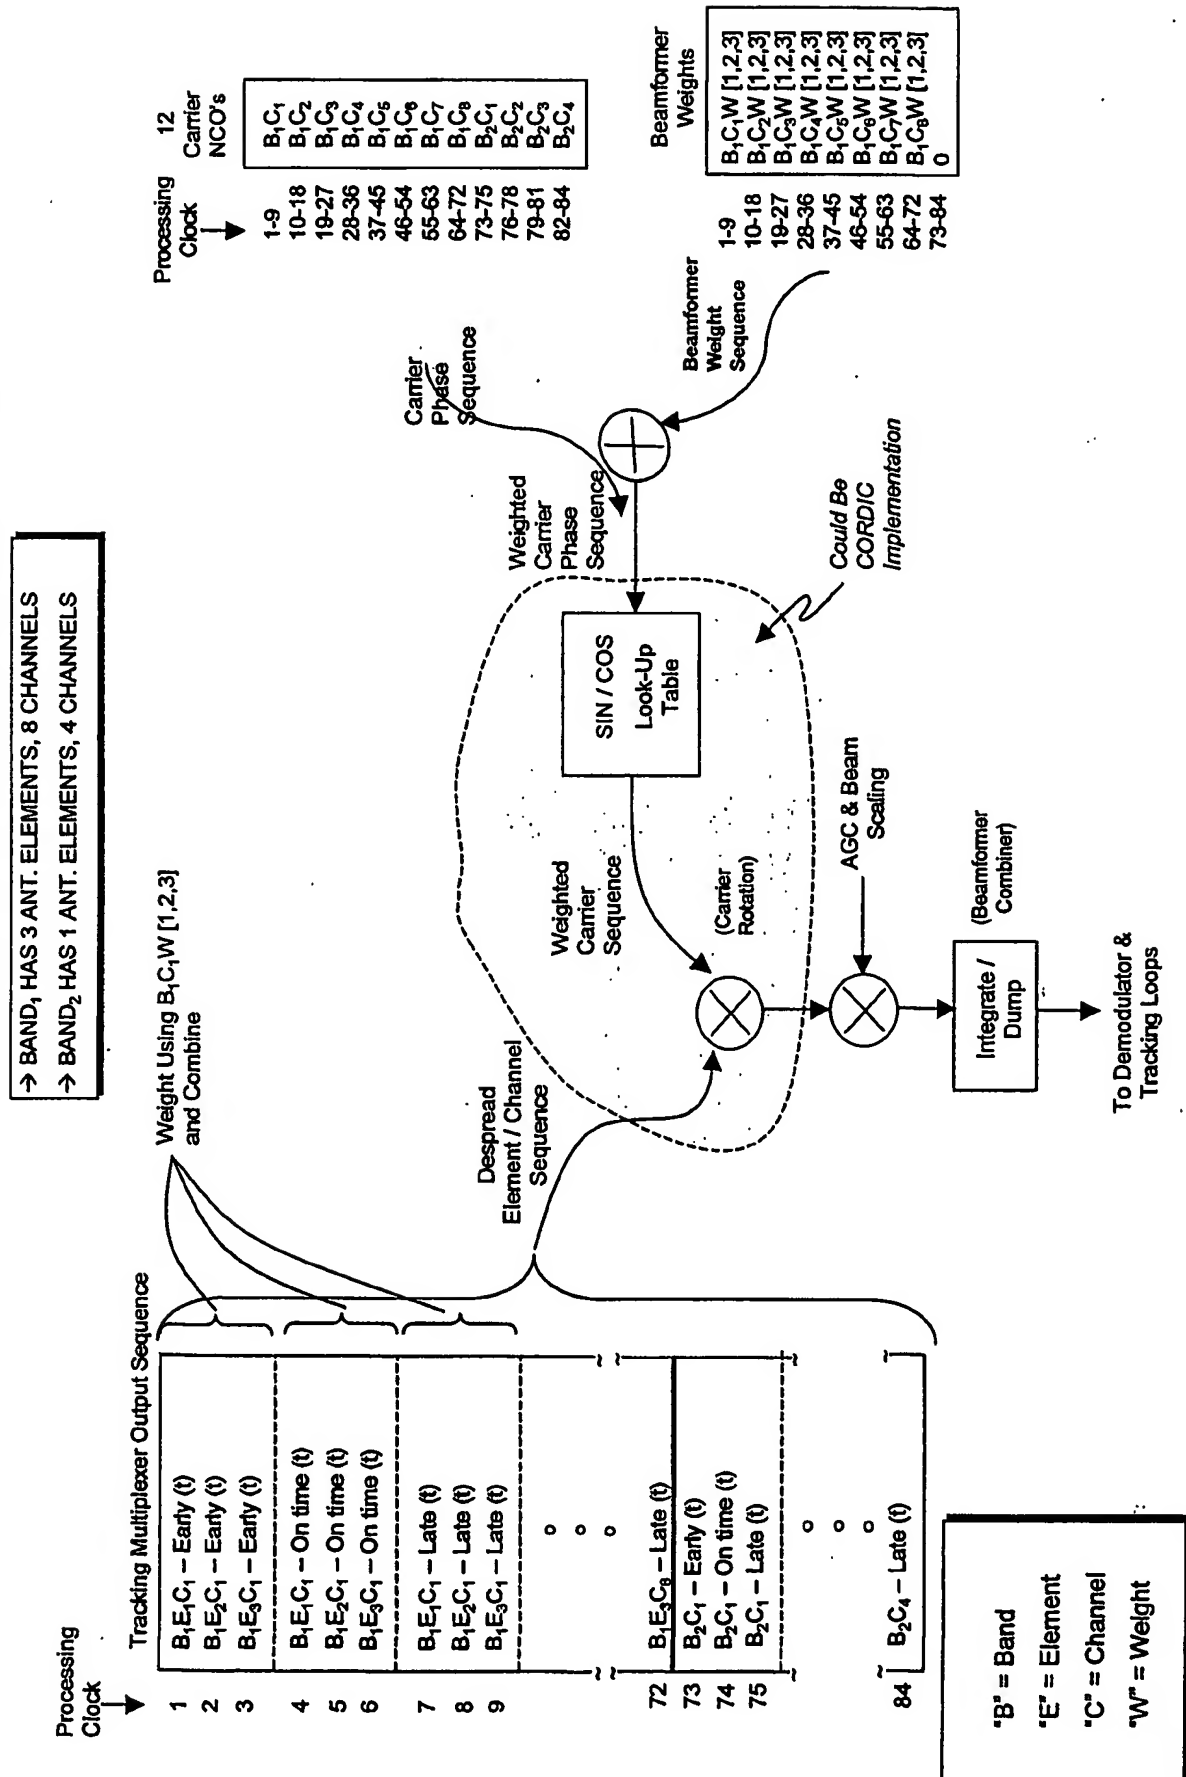 → BAND₁ HAS 3 ANT. ELEMENTS, 8 CHANNELS
→ BAND₂ HAS 1 ANT. ELEMENTS, 4 CHANNELS
Processing
Clock
Tracking Multiplexer Output Sequence
Weight Using B₁C₁W [1,2,3]
and Combine
1 B₁E₁C₁ – Early (t)
2 B₁E₂C₁ – Early (t)
3 B₁E₃C₁ – Early (t)
4 B₁E₁C₁ – On time (t)
5 B₁E₂C₁ – On time (t)
6 B₁E₃C₁ – On time (t)
7 B₁E₁C₁ – Late (t)
8 B₁E₂C₁ – Late (t)
9 B₁E₃C₁ – Late (t)
72 B₁E₃C₈ – Late (t)
73 B₂C₁ – Early (t)
74 B₂C₁ – On time (t)
75 B₂C₁ – Late (t)
84 B₂C₄ – Late (t)
Despread
Element / Channel
Sequence
Weighted
Carrier
Sequence
(Carrier
Rotation)
SIN / COS
Look-Up
Table
Weighted
Carrier
Phase
Sequence
Carrier
Phase
Sequence
Beamformer
Weight
Sequence
Could Be
CORDIC
Implementation
AGC & Beam
Scaling
Integrate /
Dump
(Beamformer
Combiner)
To Demodulator &
Tracking Loops
Processing
Clock
12
Carrier
NCO's
1-9 B₁C₁
10-18 B₁C₂
19-27 B₁C₃
28-36 B₁C₄
37-45 B₁C₅
46-54 B₁C₆
55-63 B₁C₇
64-72 B₁C₈
73-75 B₂C₁
76-78 B₂C₂
79-81 B₂C₃
82-84 B₂C₄
Beamformer
Weights
1-9 B₁C₁W [1,2,3]
10-18 B₁C₂W [1,2,3]
19-27 B₁C₃W [1,2,3]
28-36 B₁C₄W [1,2,3]
37-45 B₁C₅W [1,2,3]
46-54 B₁C₆W [1,2,3]
55-63 B₁C₇W [1,2,3]
64-72 B₁C₈W [1,2,3]
73-84 0
"B" = Band
"E" = Element
"C" = Channel
"W" = Weight